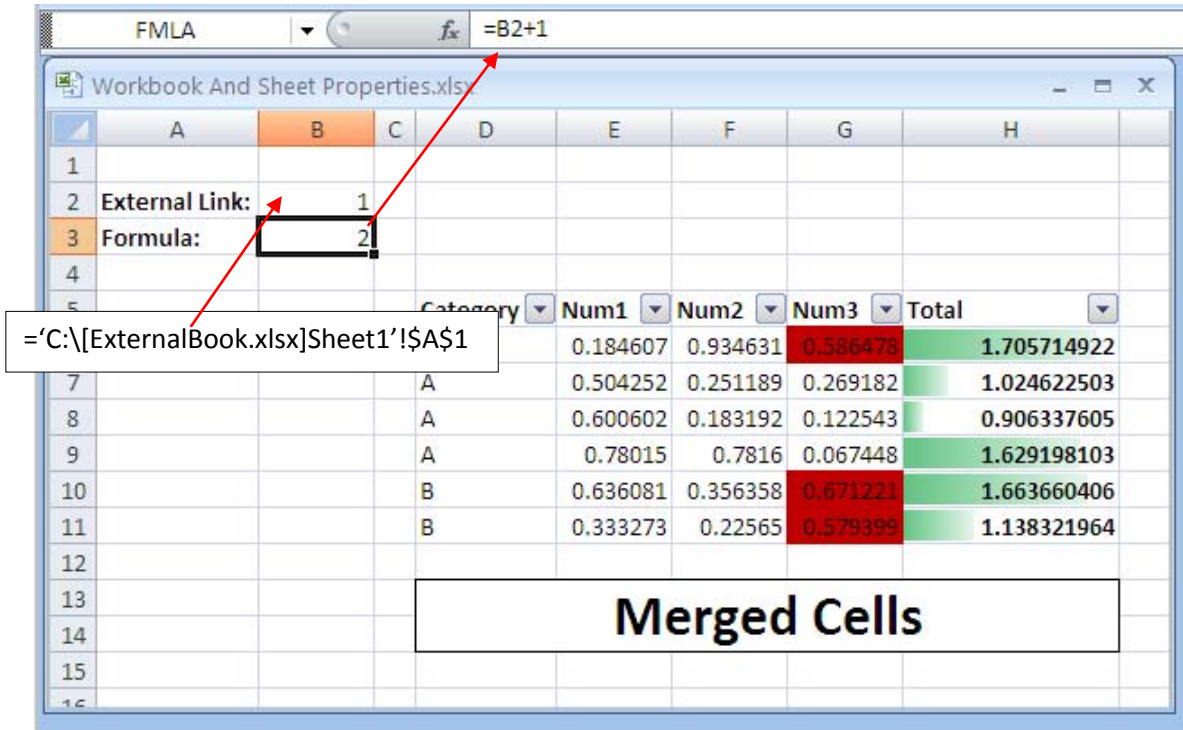 FMLA fx =B2+1
Workbook And Sheet Properties.xlsx
A B C D E F G H
1
2 External Link: 1
3 Formula: 2
4
5 Category Num1 Num2 Num3 Total
='C:\[ExternalBook.xlsx]Sheet1'!$A$1
0.184607 0.934631 0.586478 1.705714922
7 A 0.504252 0.251189 0.269182 1.024622503
8 A 0.600602 0.183192 0.122543 0.906337605
9 A 0.78015 0.7816 0.067448 1.629198103
10 B 0.636081 0.356358 0.671221 1.663660406
11 B 0.333273 0.22565 0.579399 1.138321964
12
13
Merged Cells
14
15
16